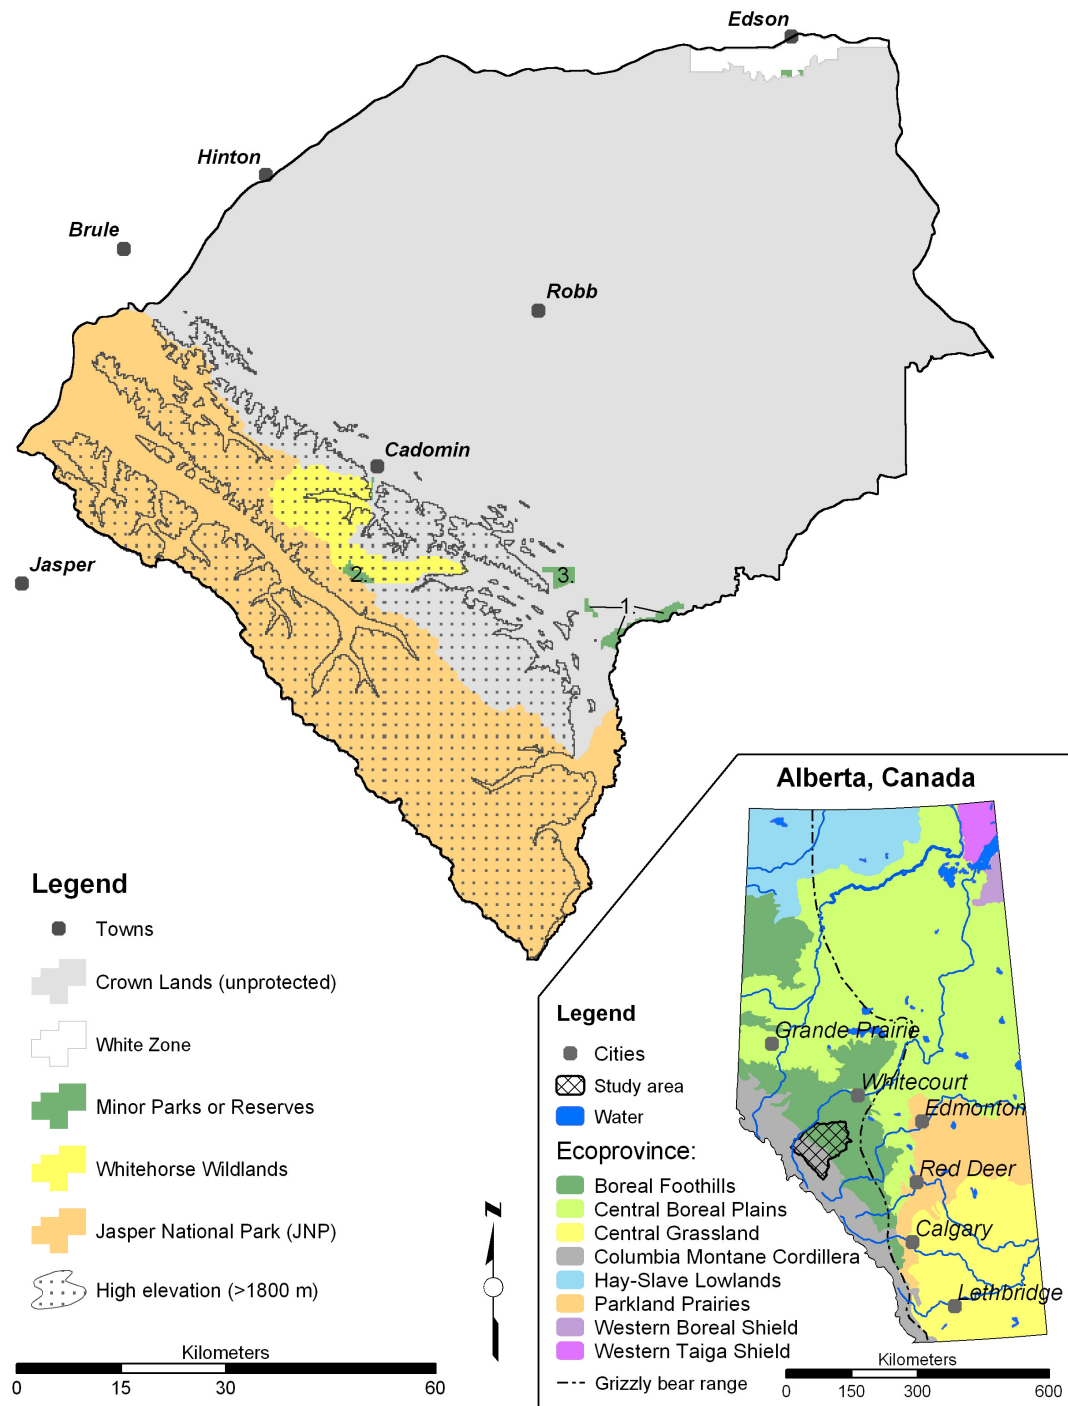 Edson
Hinton
Brule
Robb
Cadomin
Jasper
2.
3.
1.
Legend
Towns
Crown Lands (unprotected)
White Zone
Minor Parks or Reserves
Whitehorse Wildlands
Jasper National Park (JNP)
High elevation (>1800 m)
Kilometers
0 15 30 60
N
Alberta, Canada
Grande Prairie
Whitecourt
Edmonton
Red Deer
Calgary
Lethbridge
Legend
Cities
Study area
Water
Ecoprovince:
Boreal Foothills
Central Boreal Plains
Central Grassland
Columbia Montane Cordillera
Hay-Slave Lowlands
Parkland Prairies
Western Boreal Shield
Western Taiga Shield
Grizzly bear range
Kilometers
0 150 300 600